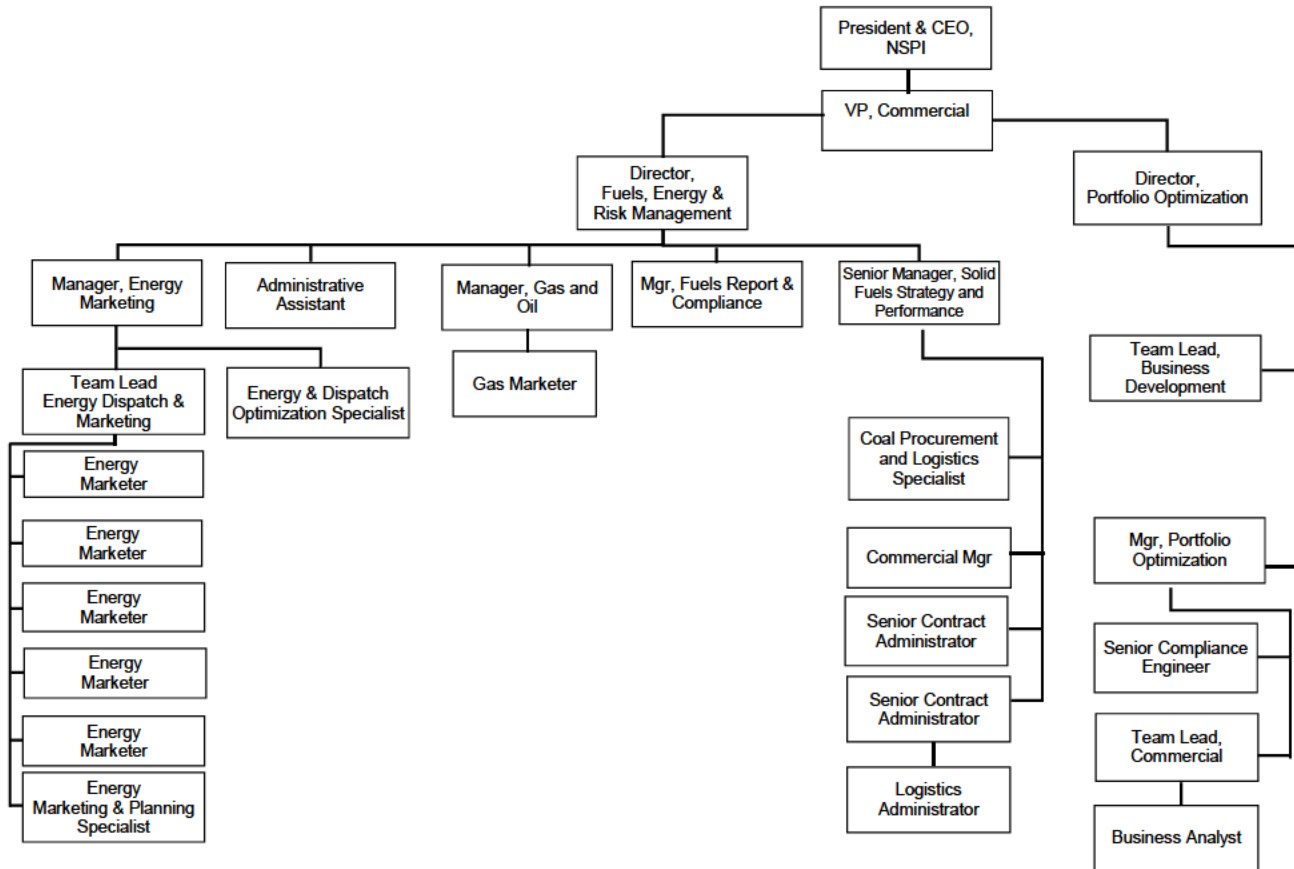 President & CEO,
NSPI
VP, Commercial
Director,
Fuels, Energy &
Risk Management
Director,
Portfolio Optimization
Manager, Energy
Marketing
Administrative
Assistant
Manager, Gas and
Oil
Mgr, Fuels Report &
Compliance
Senior Manager, Solid
Fuels Strategy and
Performance
Team Lead
Energy Dispatch &
Marketing
Energy & Dispatch
Optimization Specialist
Gas Marketer
Team Lead,
Business
Development
Energy
Marketer
Energy
Marketer
Energy
Marketer
Energy
Marketer
Energy
Marketer
Energy
Marketing & Planning
Specialist
Coal Procurement
and Logistics
Specialist
Commercial Mgr
Senior Contract
Administrator
Senior Contract
Administrator
Logistics
Administrator
Mgr, Portfolio
Optimization
Senior Compliance
Engineer
Team Lead,
Commercial
Business Analyst